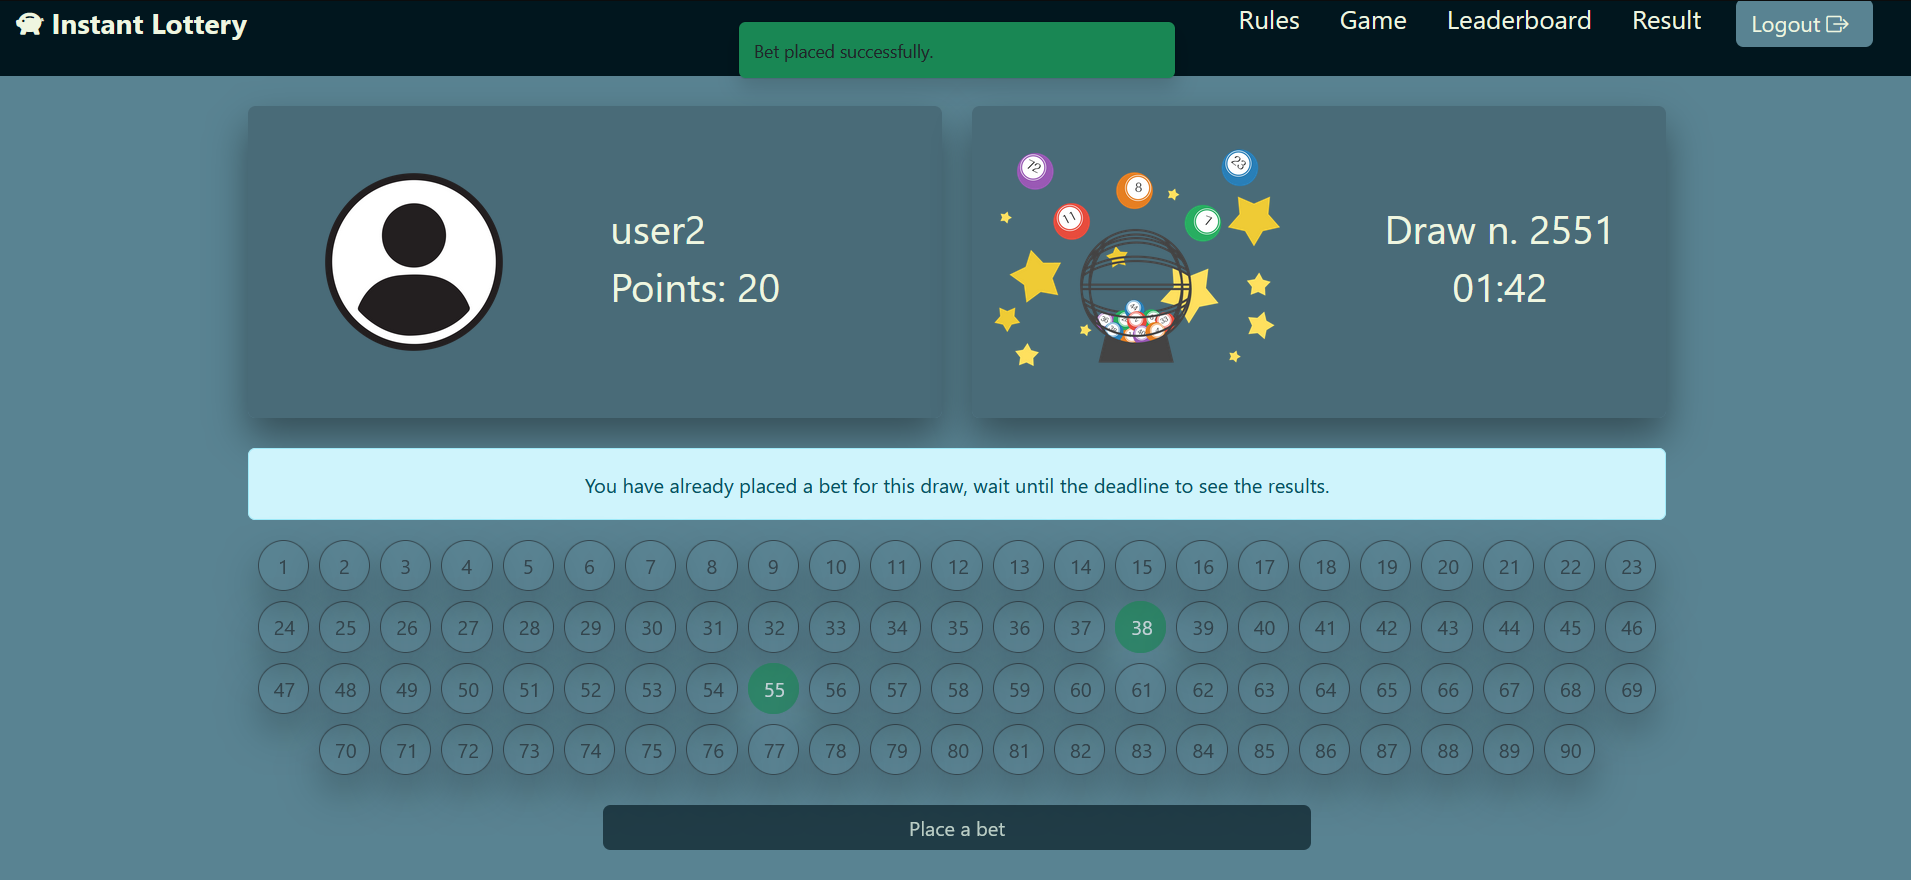 Instant Lottery
Rules Game Leaderboard Result Logout
Bet placed successfully.
72
23
8
11
7
user2
Points: 20
Draw n. 2551
01:42
You have already placed a bet for this draw, wait until the deadline to see the results.
1 2 3 4 5 6 7 8 9 10 11 12 13 14 15 16 17 18 19 20 21 22 23
24 25 26 27 28 29 30 31 32 33 34 35 36 37 38 39 40 41 42 43 44 45 46
47 48 49 50 51 52 53 54 55 56 57 58 59 60 61 62 63 64 65 66 67 68 69
70 71 72 73 74 75 76 77 78 79 80 81 82 83 84 85 86 87 88 89 90
Place a bet